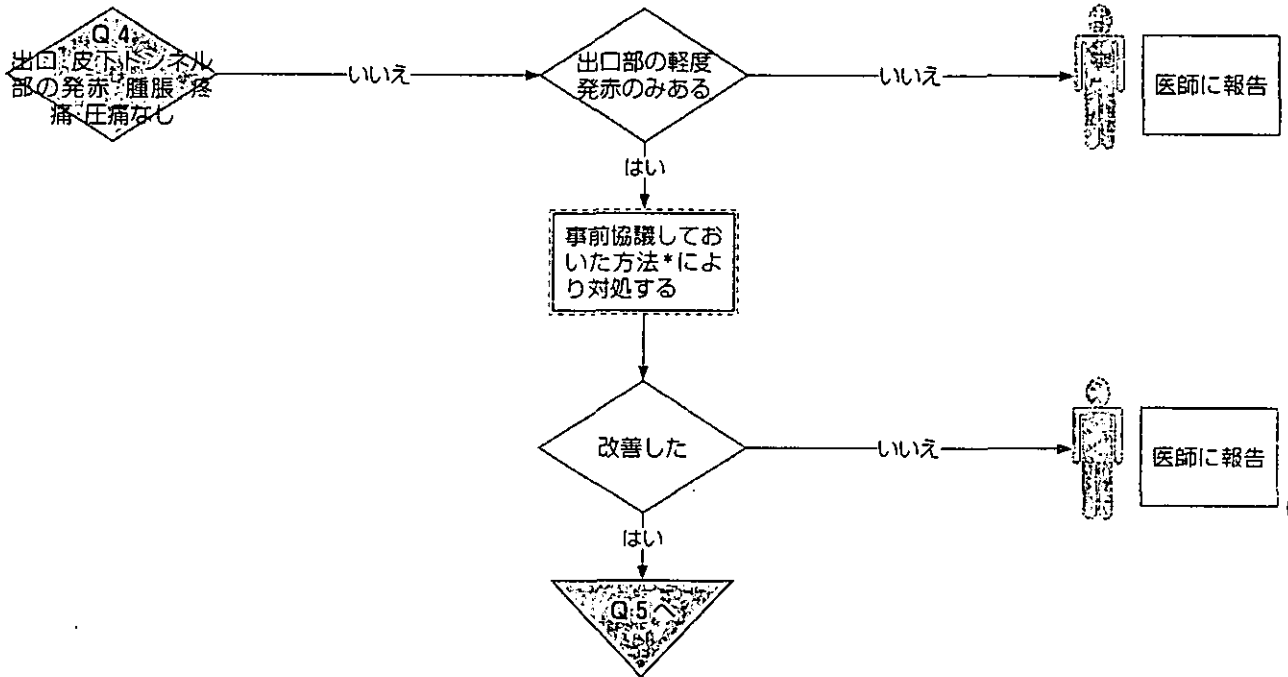 Q 4
出口 皮下トンネル
部の発赤 腫脹 疼
痛 圧痛なし
いいえ
出口部の軽度
発赤のみある
いいえ
医師に報告
はい
事前協議してお
いた方法*によ
り対処する
改善した
いいえ
医師に報告
はい
Q 5 へ